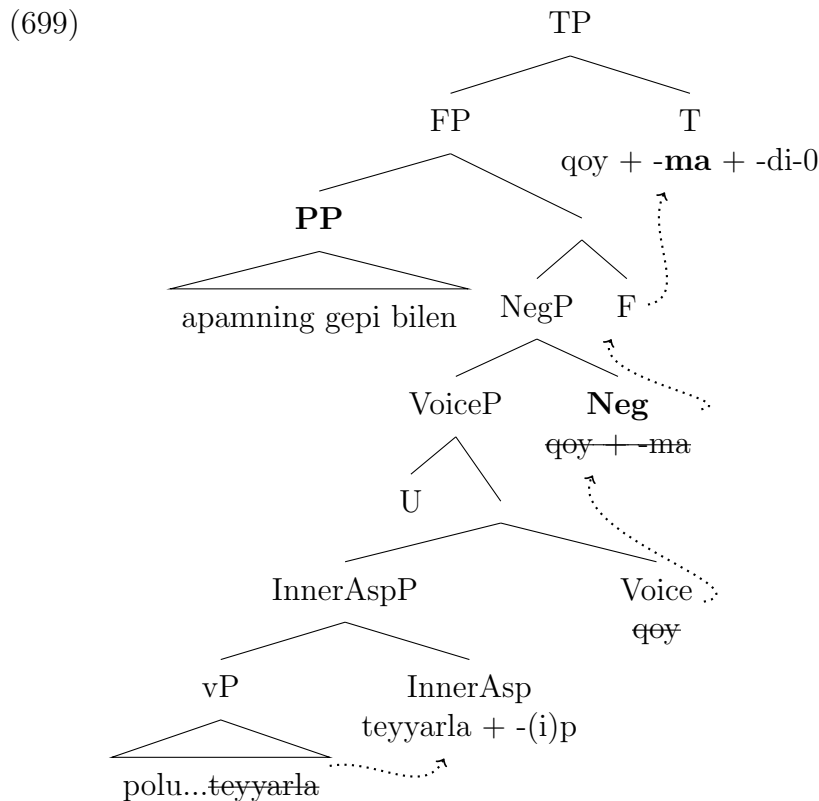 (699)
TP
FP T
qoy + -ma + -di-0
PP
apamning gepi bilen NegP F
VoiceP Neg
qoy + -ma
U
InnerAspP Voice
qoy
vP InnerAsp
teyyarla + -(i)p
polu...teyyarla